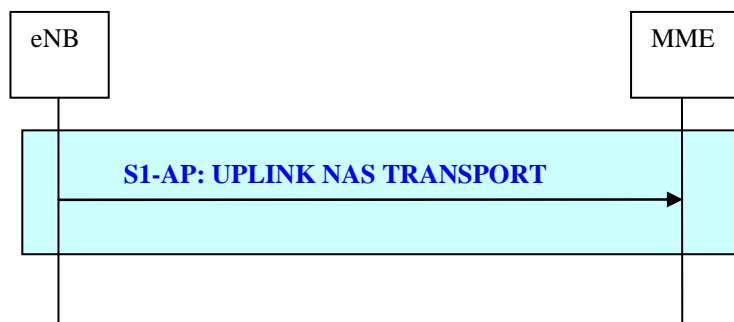 eNB
MME
S1-AP: UPLINK NAS TRANSPORT